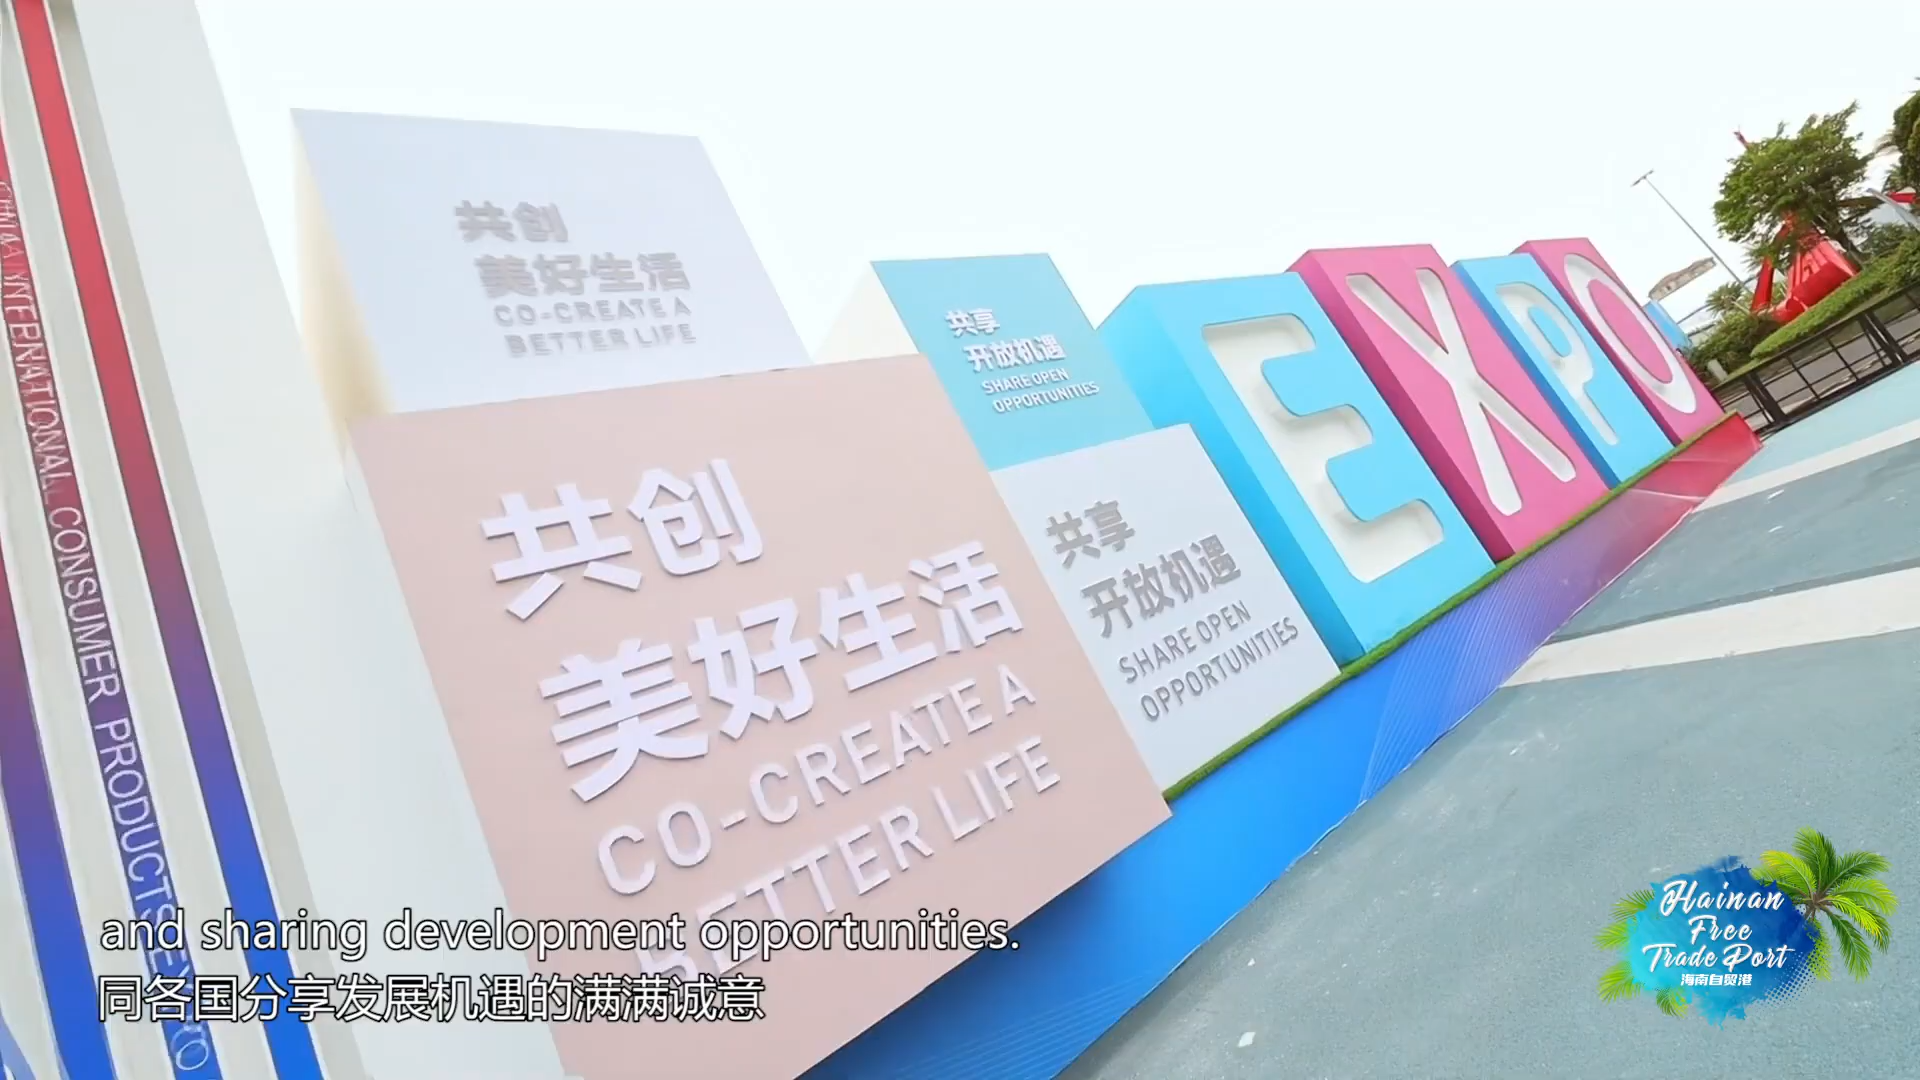 CHINA INTERNATIONAL CONSUMER PRODUCTS EXPO
共创
美好生活
CO-CREATE A
BETTER LIFE
共享
开放机遇
SHARE OPEN
OPPORTUNITIES
EXPO
共创
美好生活
CO-CREATE A
BETTER LIFE
共享
开放机遇
SHARE OPEN
OPPORTUNITIES
and sharing development opportunities.
同各国分享发展机遇的满满诚意
Hainan
Free
Trade Port
海南自贸港